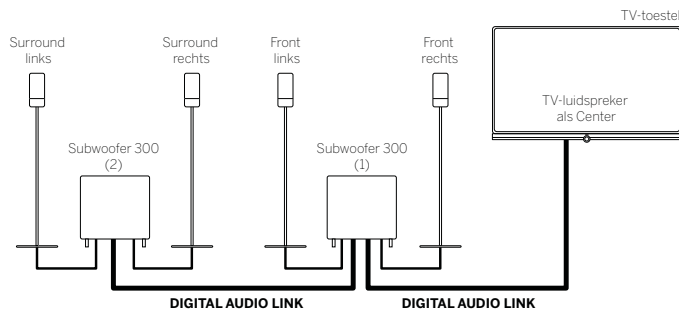 TV-toestel
Surround
links
Surround
rechts
Front
links
Front
rechts
TV-luidspreker
als Center
Subwoofer 300
(2)
Subwoofer 300
(1)
DIGITAL AUDIO LINK
DIGITAL AUDIO LINK